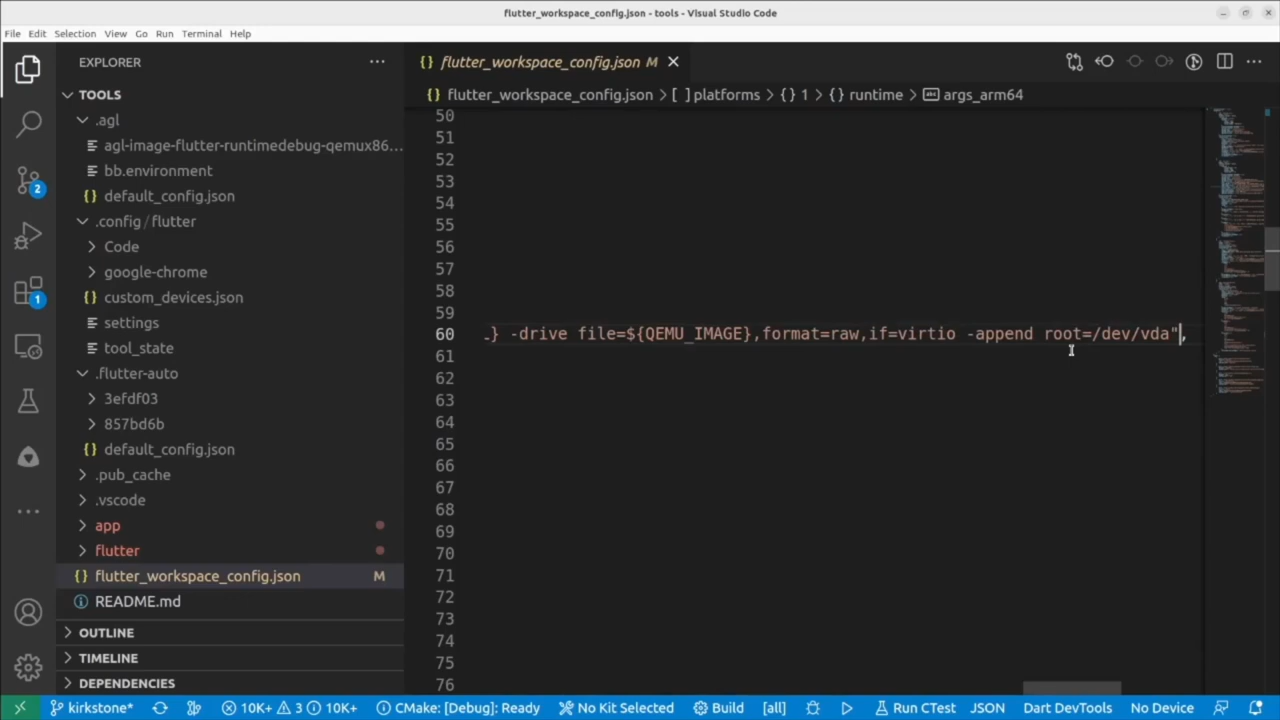 flutter_workspace_config.json - tools - Visual Studio Code
File Edit Selection View Go Run Terminal Help
EXPLORER
TOOLS
.agl
agl-image-flutter-runtimedebug-qemux86...
bb.environment
default_config.json
.config/flutter
Code
google-chrome
custom_devices.json
settings
tool_state
.flutter-auto
3efdf03
857bd6b
default_config.json
.pub_cache
.vscode
app
flutter
flutter_workspace_config.json M
README.md
OUTLINE
TIMELINE
DEPENDENCIES
2
1
flutter_workspace_config.json M
flutter_workspace_config.json > [ ] platforms > {} 1 > {} runtime > abc args_arm64
50
51
52
53
54
55
56
57
58
59
60 .} -drive file=${QEMU_IMAGE},format=raw,if=virtio -append root=/dev/vda",
61
62
63
64
65
66
67
68
69
70
71
72
73
74
75
76
kirkstone* 10K+ 3 10K+ CMake: [Debug]: Ready No Kit Selected Build [all] Run CTest JSON Dart DevTools No Device